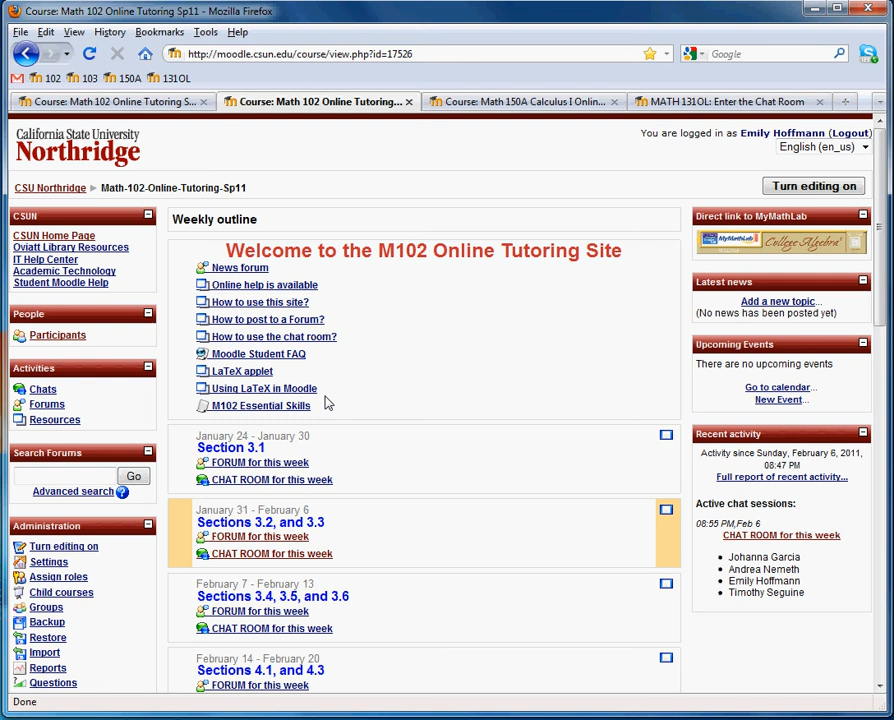 Course: Math 102 Online Tutoring Sp11 - Mozilla Firefox
File Edit View History Bookmarks Tools Help
http://moodle.csun.edu/course/view.php?id=17526
Google
102 103 150A 131OL
Course: Math 102 Online Tutoring S...
Course: Math 102 Online Tutoring...
Course: Math 150A Calculus I Onlin...
MATH 131OL: Enter the Chat Room
California State University
Northridge
You are logged in as Emily Hoffmann (Logout)
English (en_us)
CSU Northridge ► Math-102-Online-Tutoring-Sp11
Turn editing on
CSUN
CSUN Home Page
Oviatt Library Resources
IT Help Center
Academic Technology
Student Moodle Help
People
Participants
Activities
Chats
Forums
Resources
Search Forums
Go
Advanced search ?
Administration
Turn editing on
Settings
Assign roles
Child courses
Groups
Backup
Restore
Import
Reports
Questions
Weekly outline
Welcome to the M102 Online Tutoring Site
News forum
Online help is available
How to use this site?
How to post to a Forum?
How to use the chat room?
Moodle Student FAQ
LaTeX applet
Using LaTeX in Moodle
M102 Essential Skills
January 24 - January 30
Section 3.1
FORUM for this week
CHAT ROOM for this week
January 31 - February 6
Sections 3.2, and 3.3
FORUM for this week
CHAT ROOM for this week
February 7 - February 13
Sections 3.4, 3.5, and 3.6
FORUM for this week
CHAT ROOM for this week
February 14 - February 20
Sections 4.1, and 4.3
FORUM for this week
Direct link to MyMathLab
MyMathLab College Algebra
Latest news
Add a new topic...
(No news has been posted yet)
Upcoming Events
There are no upcoming events
Go to calendar...
New Event...
Recent activity
Activity since Sunday, February 6, 2011,
08:47 PM
Full report of recent activity...
Active chat sessions:
08:55 PM,Feb 6
CHAT ROOM for this week
Johanna Garcia
Andrea Nemeth
Emily Hoffmann
Timothy Seguine
Done